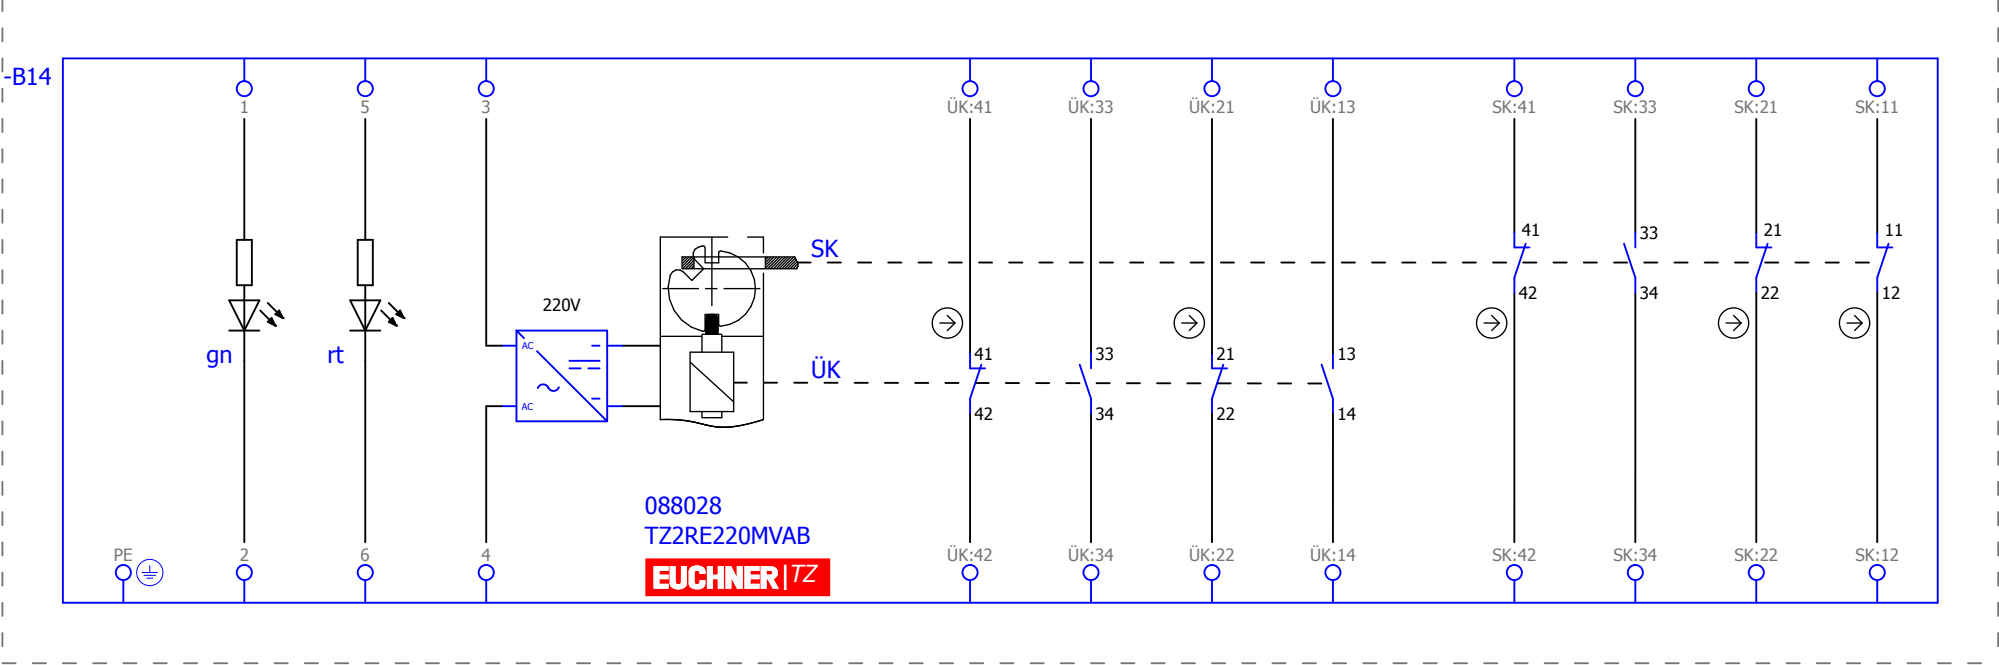 -B14
1 5 3 ÜK:41 ÜK:33 ÜK:21 ÜK:13 SK:41 SK:33 SK:21 SK:11
41 33 21 11
SK
42 34 22 12
220V
gn rt AC 41 33 21 13
ÜK
AC 42 34 22 14
088028
TZ2RE220MVAB
PE 2 6 4 ÜK:42 ÜK:34 ÜK:22 ÜK:14 SK:42 SK:34 SK:22 SK:12
EUCHNER|TZ